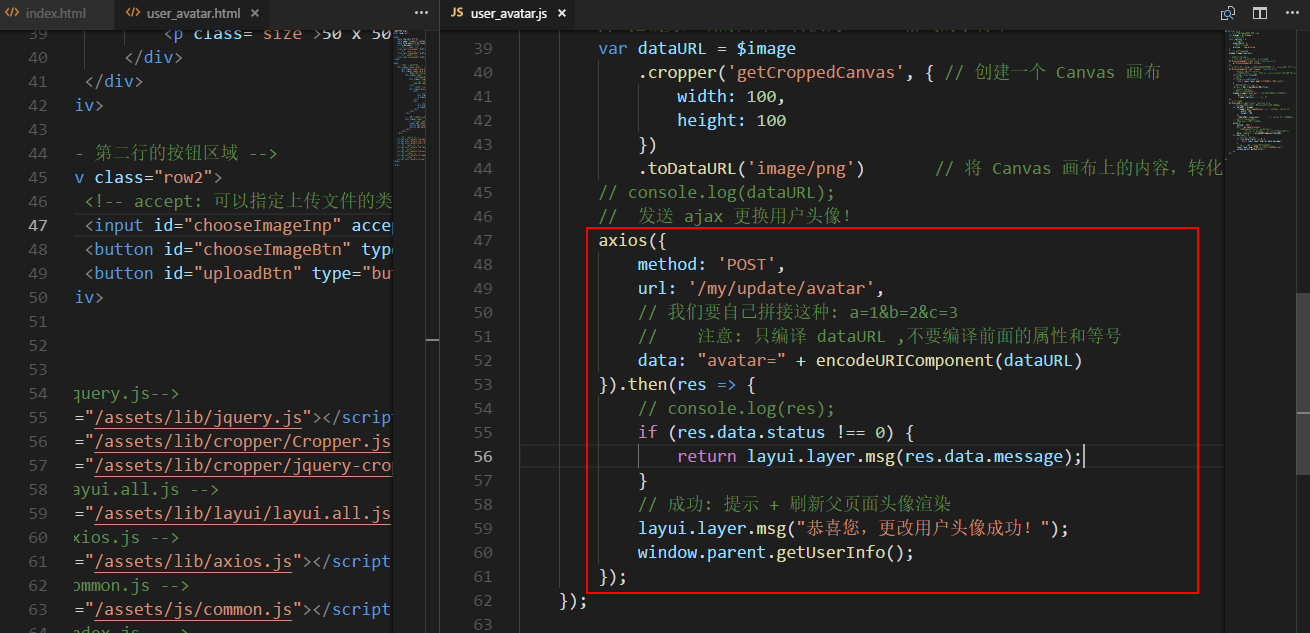 index.html
user_avatar.html ×
···
39 <p class="size">50 x 50
40 </div>
41 </div>
42 iv>
43
44 - 第二行的按钮区域 -->
45 v class="row2">
46 <!-- accept: 可以指定上传文件的类
47 <input id="chooseImageInp" accep
48 <button id="chooseImageBtn" type
49 <button id="uploadBtn" type="but
50 iv>
51
52
53
54 query.js-->
55 ="/assets/lib/jquery.js"></script
56 ="/assets/lib/cropper/Cropper.js
57 ="/assets/lib/cropper/jquery-crop
58 ayui.all.js -->
59 ="/assets/lib/layui/layui.all.js
60 xios.js -->
61 ="/assets/lib/axios.js"></script
62 ommon.js -->
63 ="/assets/js/common.js"></script
64
JS user_avatar.js ×
···
39 var dataURL = $image
40 .cropper('getCroppedCanvas', { // 创建一个 Canvas 画布
41 width: 100,
42 height: 100
43 })
44 .toDataURL('image/png') // 将 Canvas 画布上的内容，转化
45 // console.log(dataURL);
46 // 发送 ajax 更换用户头像！
47 axios({
48 method: 'POST',
49 url: '/my/update/avatar',
50 // 我们要自己拼接这种: a=1&b=2&c=3
51 // 注意: 只编译 dataURL ,不要编译前面的属性和等号
52 data: "avatar=" + encodeURIComponent(dataURL)
53 }).then(res => {
54 // console.log(res);
55 if (res.data.status !== 0) {
56 return layui.layer.msg(res.data.message);
57 }
58 // 成功: 提示 + 刷新父页面头像渲染
59 layui.layer.msg("恭喜您，更改用户头像成功！");
60 window.parent.getUserInfo();
61 });
62 });
63